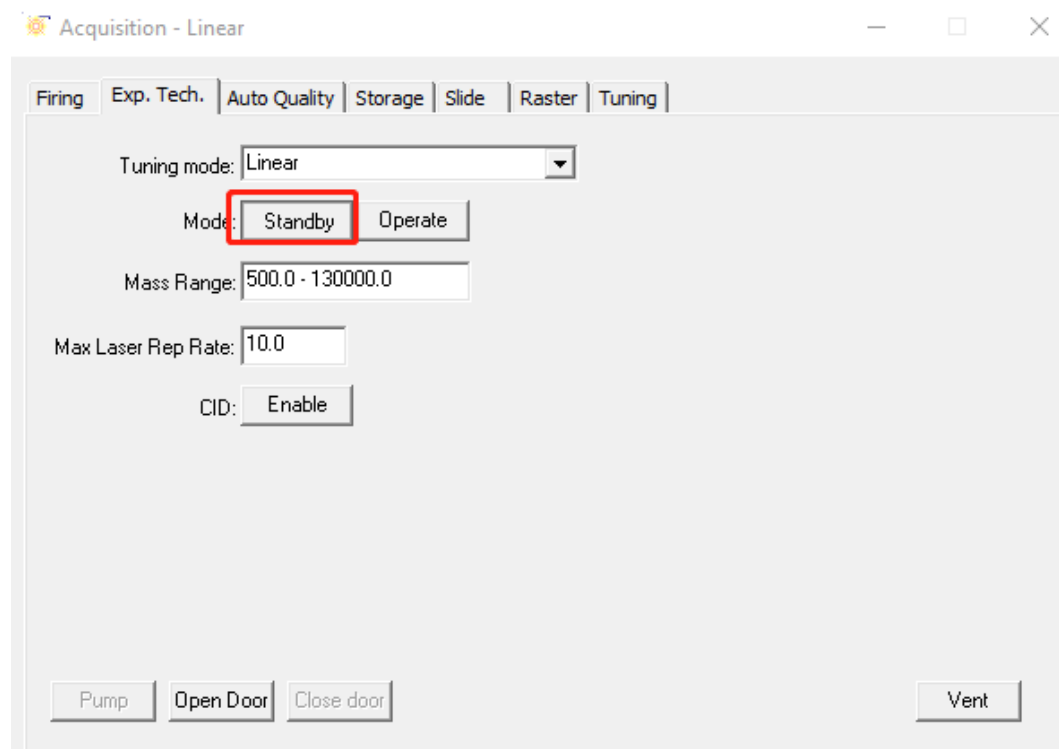 Acquisition - Linear
Firing Exp. Tech. Auto Quality Storage Slide Raster Tuning
Tuning mode: Linear
Mode: Standby Operate
Mass Range: 500.0 - 130000.0
Max Laser Rep Rate: 10.0
CID: Enable
Pump Open Door Close door Vent